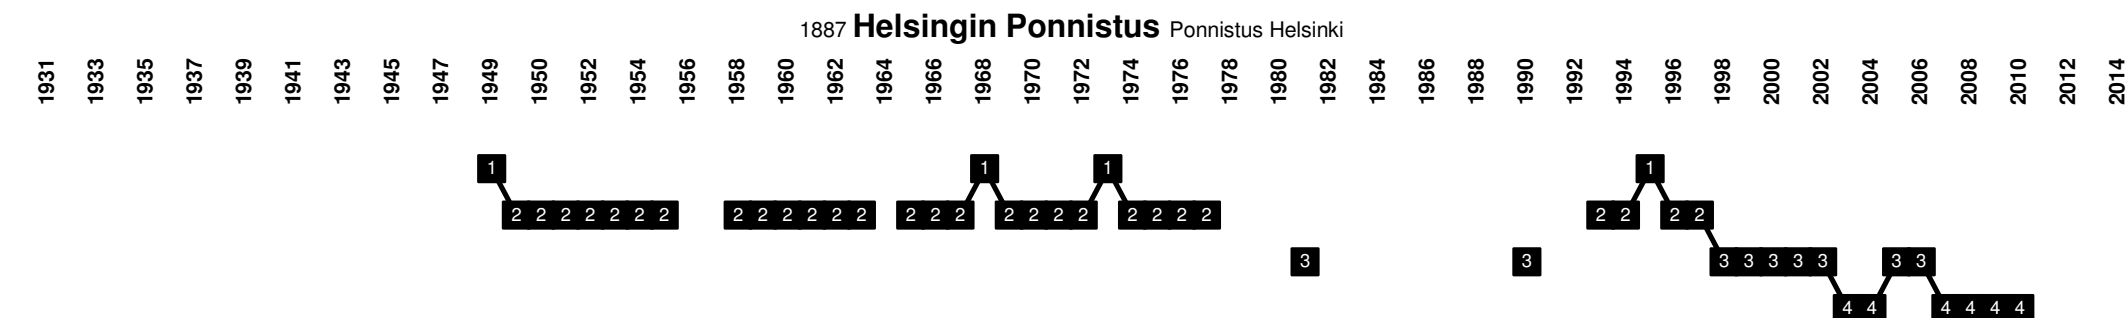 1887 Helsingin Ponnistus Ponnistus Helsinki
1931 1933 1935 1937 1939 1941 1943 1945 1947 1949 1950 1952 1954 1956 1958 1960 1962 1964 1966 1968 1970 1972 1974 1976 1978 1980 1982 1984 1986 1988 1990 1992 1994 1996 1998 2000 2002 2004 2006 2008 2010 2012 2014
1 1 1 1
2 2 2 2 2 2 2 2 2 2 2 2 2 2 2 2 2 2 2 2 2 2 2 2 2 2 2 2
3 3 3 3 3 3 3 3 3
4 4 4 4 4 4